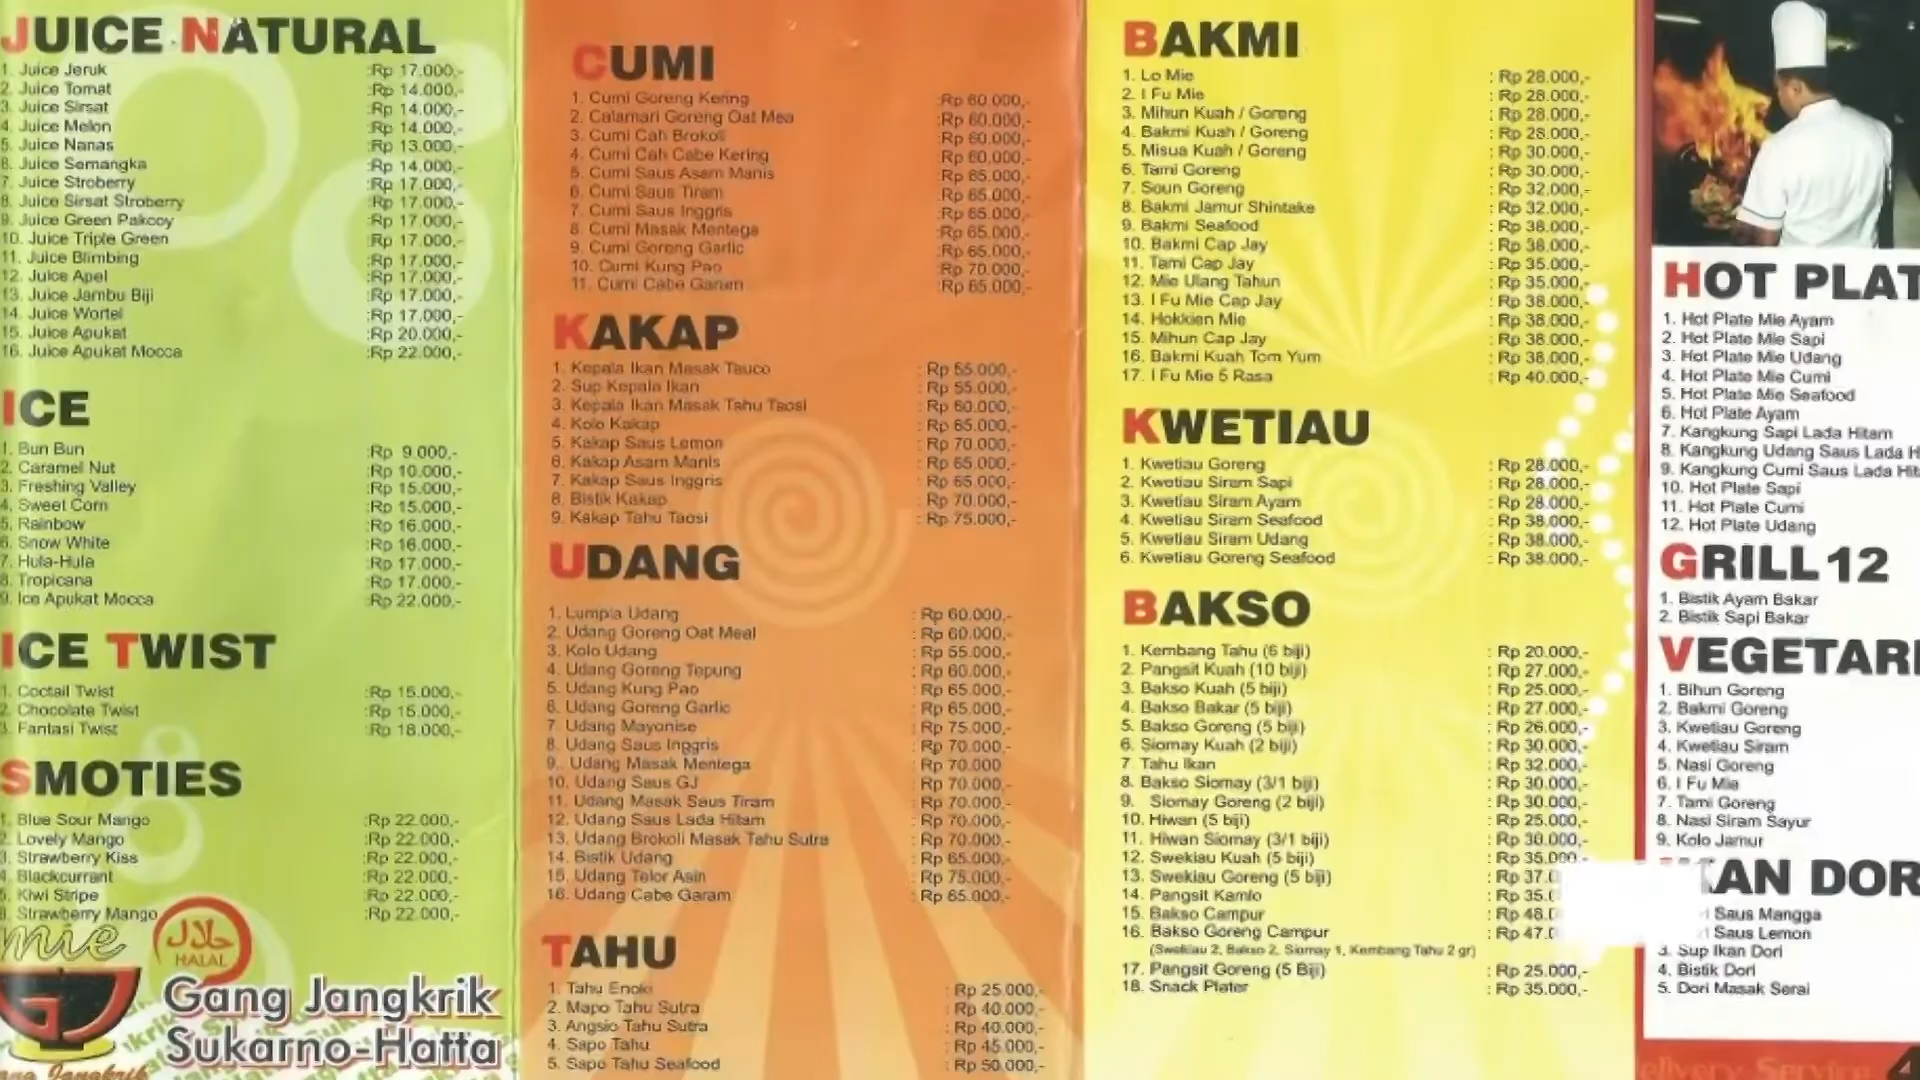 JUICE NATURAL
1. Juice Jeruk :Rp 17.000,-
2. Juice Tomat :Rp 14.000,-
3. Juice Sirsat :Rp 14.000,-
4. Juice Melon :Rp 14.000,-
5. Juice Nanas :Rp 13.000,-
6. Juice Semangka :Rp 14.000,-
7. Juice Stroberry :Rp 17.000,-
8. Juice Sirsat Stroberry :Rp 17.000,-
9. Juice Green Pakcoy :Rp 17.000,-
10. Juice Triple Green :Rp 17.000,-
11. Juice Blimbing :Rp 17.000,-
12. Juice Apel :Rp 17.000,-
13. Juice Jambu Biji :Rp 17.000,-
14. Juice Wortel :Rp 17.000,-
15. Juice Apukat :Rp 20.000,-
16. Juice Apukat Mocca :Rp 22.000,-
ICE
1. Bun Bun :Rp 9.000,-
2. Caramel Nut :Rp 10.000,-
3. Freshing Valley :Rp 15.000,-
4. Sweet Corn :Rp 15.000,-
5. Rainbow :Rp 16.000,-
6. Snow White :Rp 16.000,-
7. Hula-Hula :Rp 17.000,-
8. Tropicana :Rp 17.000,-
9. Ice Apukat Mocca :Rp 22.000,-
ICE TWIST
1. Coctail Twist :Rp 15.000,-
2. Chocolate Twist :Rp 15.000,-
3. Fantasi Twist :Rp 18.000,-
SMOTIES
1. Blue Sour Mango :Rp 22.000,-
2. Lovely Mango :Rp 22.000,-
3. Strawberry Kiss :Rp 22.000,-
4. Blackcurrant :Rp 22.000,-
5. Kiwi Stripe :Rp 22.000,-
6. Strawberry Mango :Rp 22.000,-
mie
حلال
HALAL
GJ
Gang Jangkrik
Sukarno-Hatta
CUMI
1. Cumi Goreng Kering :Rp 60.000,-
2. Calamari Goreng Oat Mea :Rp 60.000,-
3. Cumi Cah Brokoli :Rp 60.000,-
4. Cumi Cah Cabe Kering :Rp 60.000,-
5. Cumi Saus Asam Manis :Rp 65.000,-
6. Cumi Saus Tiram :Rp 65.000,-
7. Cumi Saus Inggris :Rp 65.000,-
8. Cumi Masak Mentega :Rp 65.000,-
9. Cumi Goreng Garlic :Rp 65.000,-
10. Cumi Kung Pao :Rp 70.000,-
11. Cumi Cabe Garam :Rp 65.000,-
KAKAP
1. Kepala Ikan Masak Tauco : Rp 55.000,-
2. Sup Kepala Ikan : Rp 55.000,-
3. Kepala Ikan Masak Tahu Taosi : Rp 60.000,-
4. Kolo Kakap : Rp 65.000,-
5. Kakap Saus Lemon : Rp 70.000,-
6. Kakap Asam Manis : Rp 65.000,-
7. Kakap Saus Inggris : Rp 65.000,-
8. Bistik Kakap : Rp 70.000,-
9. Kakap Tahu Taosi : Rp 75.000,-
UDANG
1. Lumpia Udang : Rp 60.000,-
2. Udang Goreng Oat Meal : Rp 60.000,-
3. Kolo Udang : Rp 55.000,-
4. Udang Goreng Tepung : Rp 60.000,-
5. Udang Kung Pao : Rp 65.000,-
6. Udang Goreng Garlic : Rp 65.000,-
7. Udang Mayonise : Rp 75.000,-
8. Udang Saus Inggris : Rp 70.000,-
9. Udang Masak Mentega : Rp 70.000
10. Udang Saus GJ : Rp 70.000,-
11. Udang Masak Saus Tiram : Rp 70.000,-
12. Udang Saus Lada Hitam : Rp 70.000,-
13. Udang Brokoli Masak Tahu Sutra : Rp 70.000,-
14. Bistik Udang : Rp 65.000,-
15. Udang Telor Asin : Rp 75.000,-
16. Udang Cabe Garam : Rp 65.000,-
TAHU
1. Tahu Enoki : Rp 25.000,-
2. Mapo Tahu Sutra : Rp 40.000,-
3. Angsio Tahu Sutra : Rp 40.000,-
4. Sapo Tahu : Rp 45.000,-
5. Sapo Tahu Seafood : Rp 50.000,-
BAKMI
1. Lo Mie : Rp 28.000,-
2. I Fu Mie : Rp 28.000,-
3. Mihun Kuah / Goreng : Rp 28.000,-
4. Bakmi Kuah / Goreng : Rp 28.000,-
5. Misua Kuah / Goreng : Rp 30.000,-
6. Tami Goreng : Rp 30.000,-
7. Soun Goreng : Rp 32.000,-
8. Bakmi Jamur Shintake : Rp 32.000,-
9. Bakmi Seafood : Rp 38.000,-
10. Bakmi Cap Jay : Rp 38.000,-
11. Tami Cap Jay : Rp 35.000,-
12. Mie Ulang Tahun : Rp 35.000,-
13. I Fu Mie Cap Jay : Rp 38.000,-
14. Hokkien Mie : Rp 38.000,-
15. Mihun Cap Jay : Rp 38.000,-
16. Bakmi Kuah Tom Yum : Rp 38.000,-
17. I Fu Mie 5 Rasa : Rp 40.000,-
KWETIAU
1. Kwetiau Goreng : Rp 28.000,-
2. Kwetiau Siram Sapi : Rp 28.000,-
3. Kwetiau Siram Ayam : Rp 28.000,-
4. Kwetiau Siram Seafood : Rp 38.000,-
5. Kwetiau Siram Udang : Rp 38.000,-
6. Kwetiau Goreng Seafood : Rp 38.000,-
BAKSO
1. Kembang Tahu (6 biji) : Rp 20.000,-
2. Pangsit Kuah (10 biji) : Rp 27.000,-
3. Bakso Kuah (5 biji) : Rp 25.000,-
4. Bakso Bakar (5 biji) : Rp 27.000,-
5. Bakso Goreng (5 biji) : Rp 26.000,-
6. Siomay Kuah (2 biji) : Rp 30.000,-
7. Tahu Ikan : Rp 32.000,-
8. Bakso Siomay (3/1 biji) : Rp 30.000,-
9. Siomay Goreng (2 biji) : Rp 30.000,-
10. Hiwan (5 biji) : Rp 25.000,-
11. Hiwan Siomay (3/1 biji) : Rp 30.000,-
12. Swekiau Kuah (5 biji) : Rp 35.000,-
13. Swekiau Goreng (5 biji) : Rp 37.0
14. Pangsit Kamlo : Rp 35.0
15. Bakso Campur : Rp 48.0
16. Bakso Goreng Campur : Rp 47.0
(Swekiau 2, Bakso 2, Siomay 1, Kembang Tahu 2 gr)
17. Pangsit Goreng (5 Biji) : Rp 25.000,-
18. Snack Plater : Rp 35.000,-
HOT PLAT
1. Hot Plate Mie Ayam
2. Hot Plate Mie Sapi
3. Hot Plate Mie Udang
4. Hot Plate Mie Cumi
5. Hot Plate Mie Seafood
6. Hot Plate Ayam
7. Kangkung Sapi Lada Hitam
8. Kangkung Udang Saus Lada H
9. Kangkung Cumi Saus Lada Hit
10. Hot Plate Sapi
11. Hot Plate Cumi
12. Hot Plate Udang
GRILL 12
1. Bistik Ayam Bakar
2. Bistik Sapi Bakar
VEGETARI
1. Bihun Goreng
2. Bakmi Goreng
3. Kwetiau Goreng
4. Kwetiau Siram
5. Nasi Goreng
6. I Fu Mie
7. Tami Goreng
8. Nasi Siram Sayur
9. Kolo Jamur
KAN DOR
Saus Mangga
Saus Lemon
3. Sup Ikan Dori
4. Bistik Dori
5. Dori Masak Serai
elivery Service